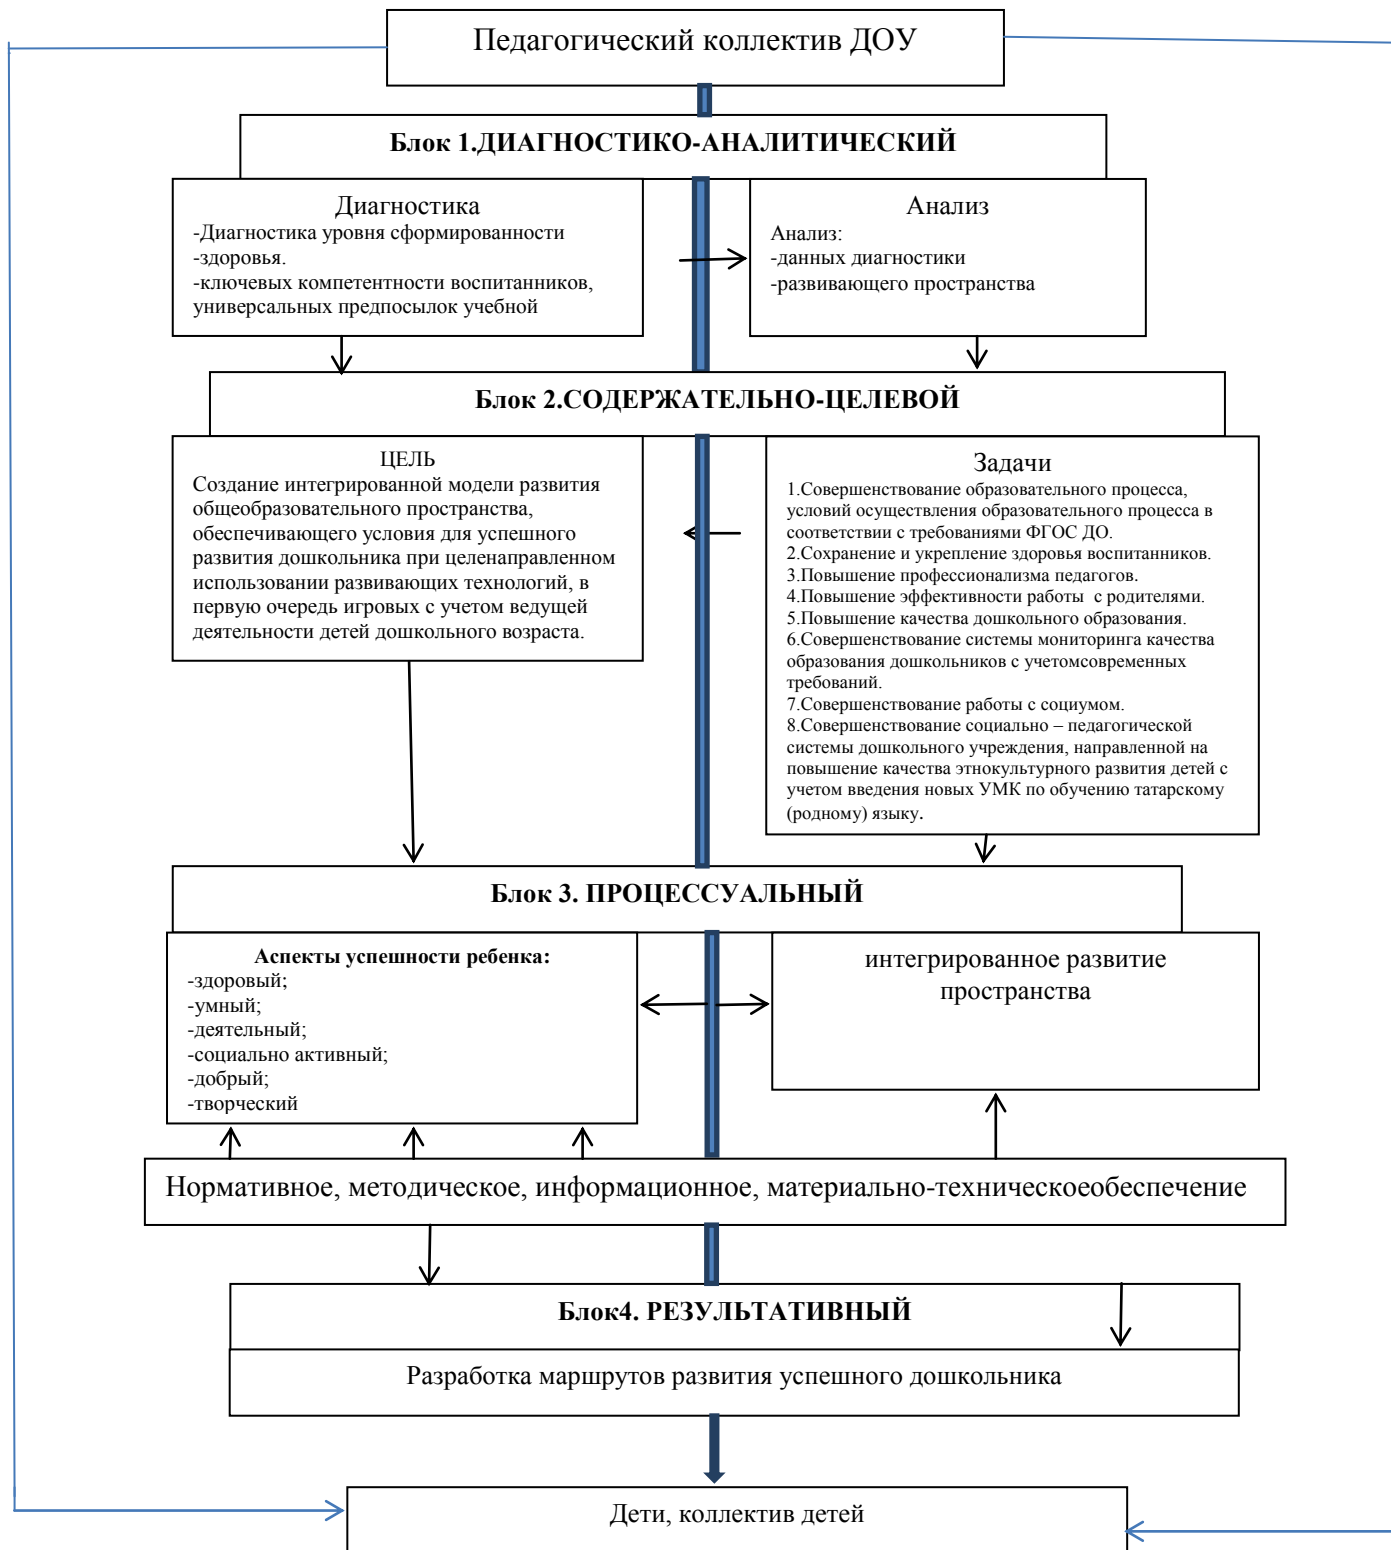 Педагогический коллектив ДОУ
Блок 1.ДИАГНОСТИКО-АНАЛИТИЧЕСКИЙ
Диагностика
-Диагностика уровня сформированности
-здоровья.
-ключевых компетентности воспитанников,
универсальных предпосылок учебной
Анализ
Анализ:
-данных диагностики
-развивающего пространства
Блок 2.СОДЕРЖАТЕЛЬНО-ЦЕЛЕВОЙ
ЦЕЛЬ
Создание интегрированной модели развития
общеобразовательного пространства,
обеспечивающего условия для успешного
развития дошкольника при целенаправленном
использовании развивающих технологий, в
первую очередь игровых с учетом ведущей
деятельности детей дошкольного возраста.
Задачи
1.Совершенствование образовательного процесса,
условий осуществления образовательного процесса в
соответствии с требованиями ФГОС ДО.
2.Сохранение и укрепление здоровья воспитанников.
3.Повышение профессионализма педагогов.
4.Повышение эффективности работы с родителями.
5.Повышение качества дошкольного образования.
6.Совершенствование системы мониторинга качества
образования дошкольников с учетомсовременных
требований.
7.Совершенствование работы с социумом.
8.Совершенствование социально – педагогической
системы дошкольного учреждения, направленной на
повышение качества этнокультурного развития детей с
учетом введения новых УМК по обучению татарскому
(родному) языку.
Блок 3. ПРОЦЕССУАЛЬНЫЙ
Аспекты успешности ребенка:
-здоровый;
-умный;
-деятельный;
-социально активный;
-добрый;
-творческий
интегрированное развитие
пространства
Нормативное, методическое, информационное, материально-техническоеобеспечение
Блок4. РЕЗУЛЬТАТИВНЫЙ
Разработка маршрутов развития успешного дошкольника
Дети, коллектив детей